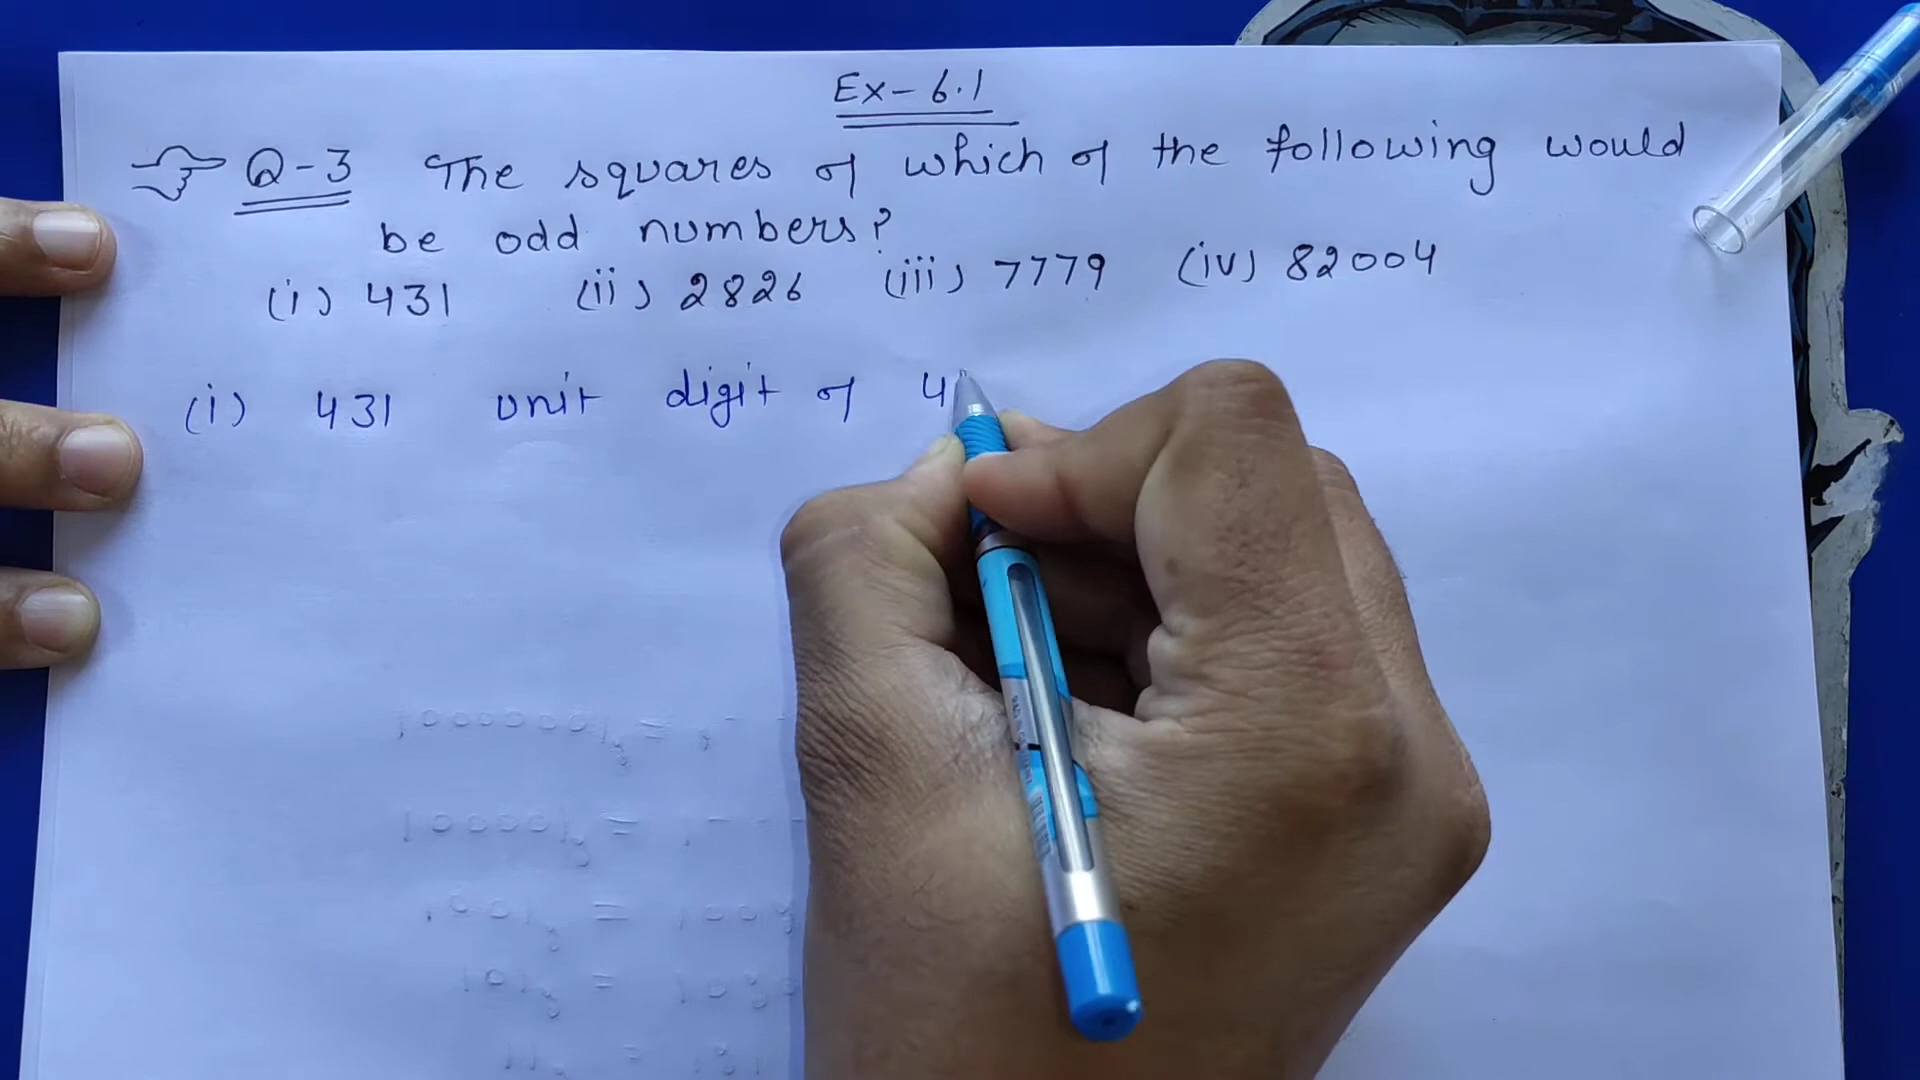 Ex-6.1
Q-3 The squares of which of the following would
be odd numbers?
(i) 431 (ii) 2826 (iii) 7779 (iv) 82004
(i) 431 unit digit of 4